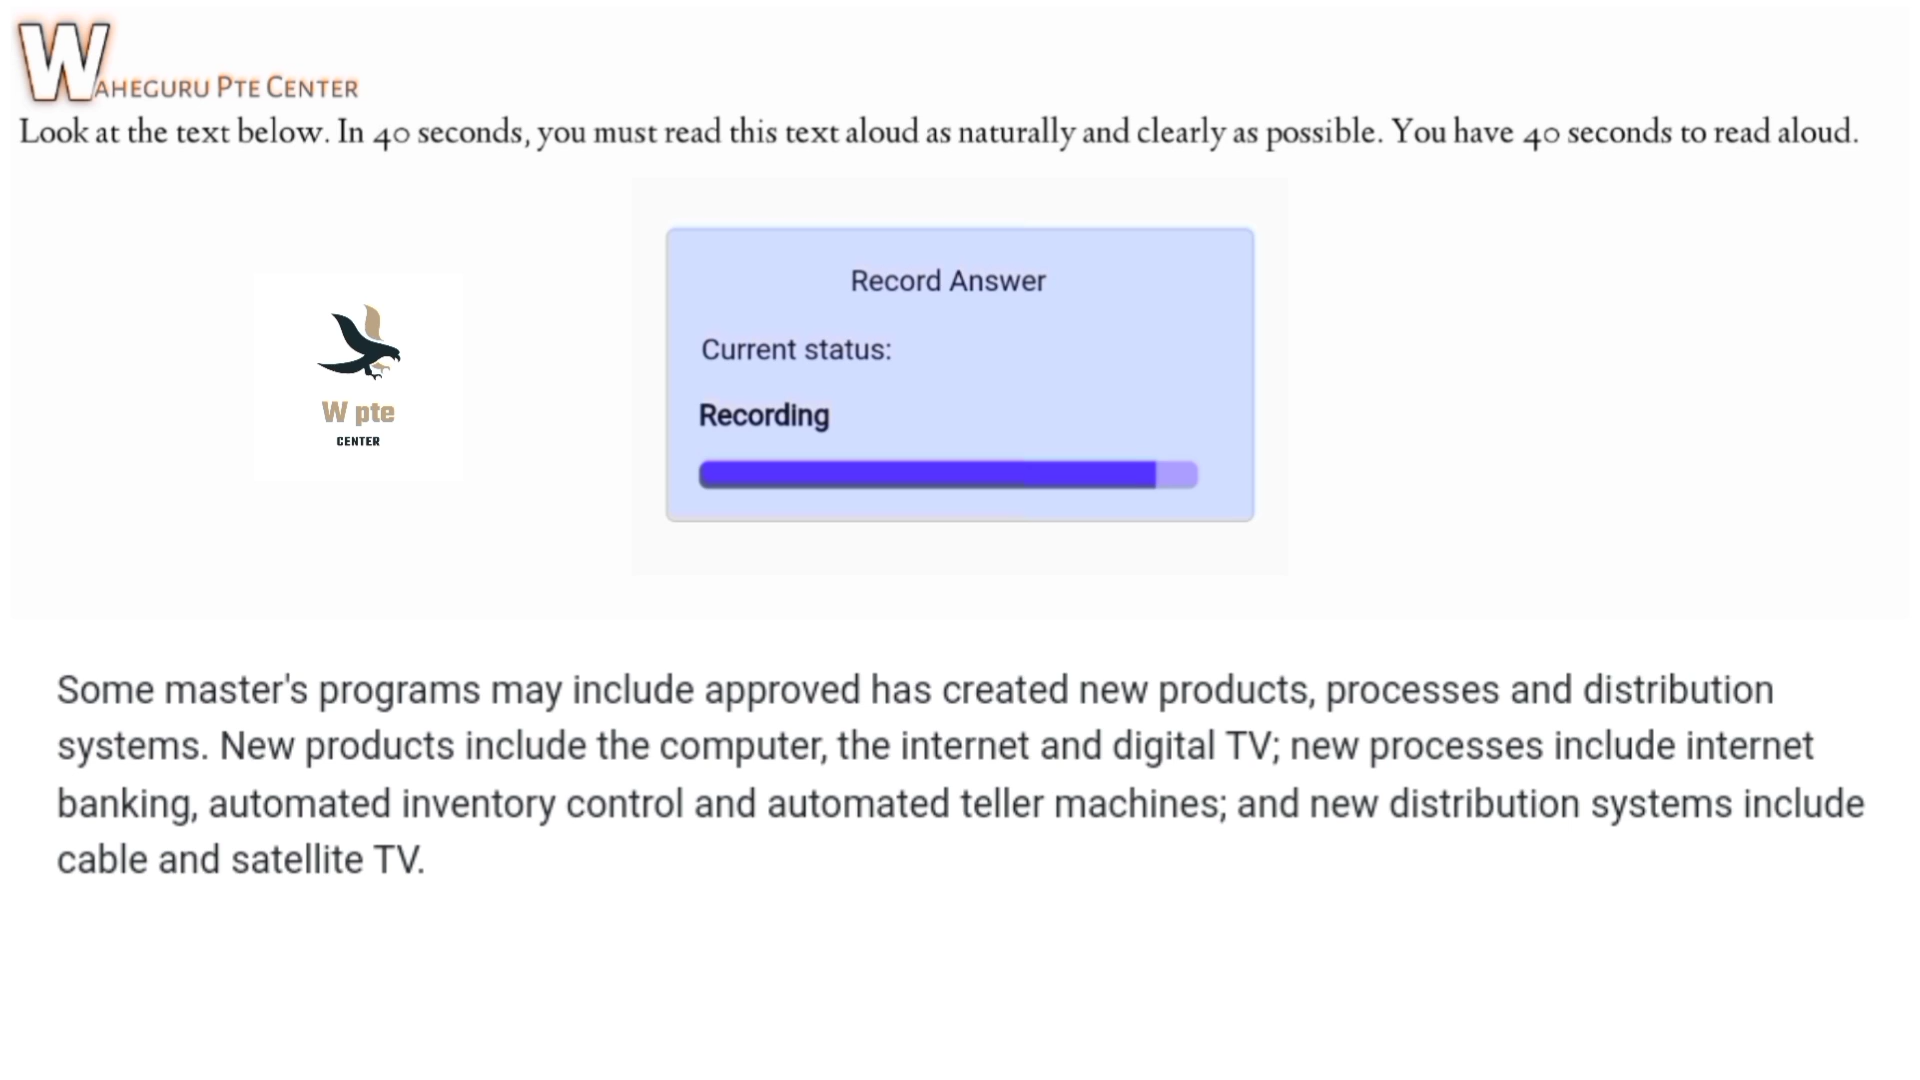 WAHEGURU PTE CENTER
Look at the text below. In 40 seconds, you must read this text aloud as naturally and clearly as possible. You have 40 seconds to read aloud.
Record Answer
Current status:
Recording
W pte
CENTER
Some master's programs may include approved has created new products, processes and distribution
systems. New products include the computer, the internet and digital TV; new processes include internet
banking, automated inventory control and automated teller machines; and new distribution systems include
cable and satellite TV.